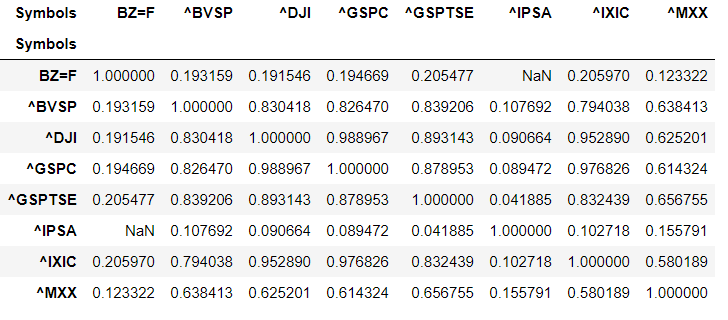 Symbols BZ=F ^BVSP ^DJI ^GSPC ^GSPTSE ^IPSA ^IXIC ^MXX
Symbols
BZ=F 1.000000 0.193159 0.191546 0.194669 0.205477 NaN 0.205970 0.123322
^BVSP 0.193159 1.000000 0.830418 0.826470 0.839206 0.107692 0.794038 0.638413
^DJI 0.191546 0.830418 1.000000 0.988967 0.893143 0.090664 0.952890 0.625201
^GSPC 0.194669 0.826470 0.988967 1.000000 0.878953 0.089472 0.976826 0.614324
^GSPTSE 0.205477 0.839206 0.893143 0.878953 1.000000 0.041885 0.832439 0.656755
^IPSA NaN 0.107692 0.090664 0.089472 0.041885 1.000000 0.102718 0.155791
^IXIC 0.205970 0.794038 0.952890 0.976826 0.832439 0.102718 1.000000 0.580189
^MXX 0.123322 0.638413 0.625201 0.614324 0.656755 0.155791 0.580189 1.000000